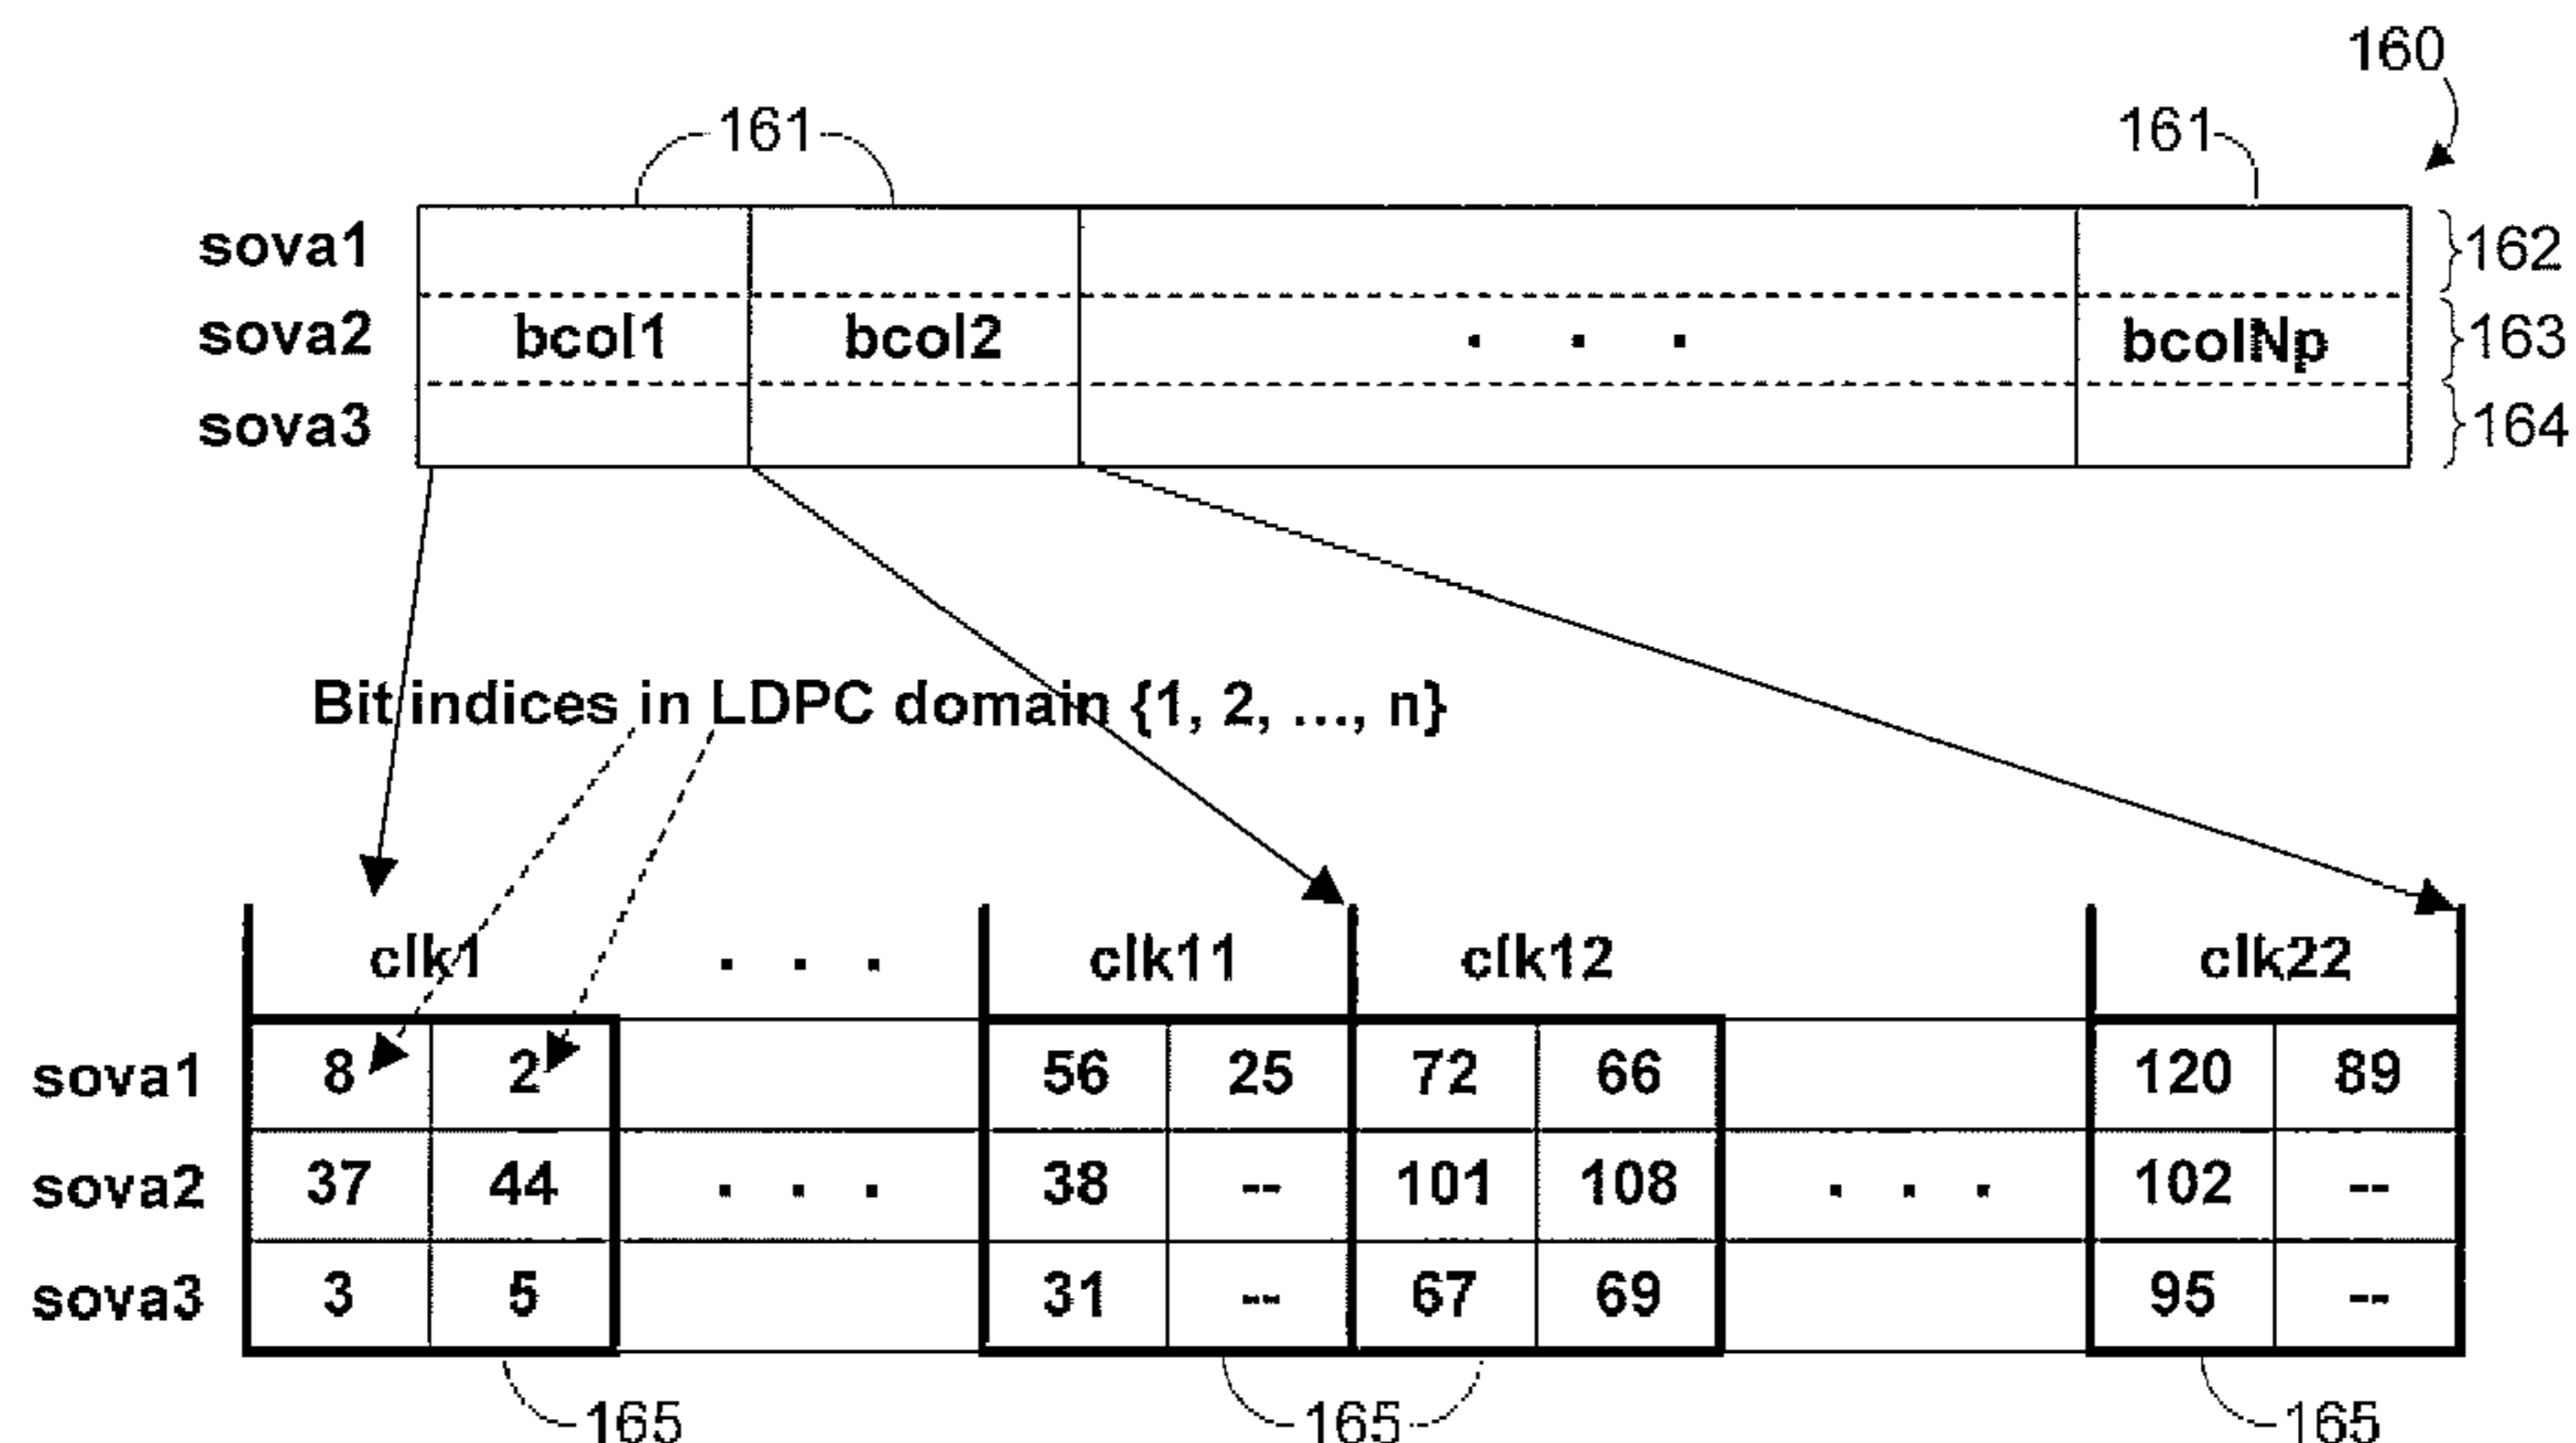 160
161 161
sova1 162
sova2 bcol1 bcol2 . . . bcolNp 163
sova3 164
Bit indices in LDPC domain {1, 2, ..., n}
clk1 . . . clk11 clk12 clk22
sova1 8 2 56 25 72 66 120 89
sova2 37 44 . . . 38 -- 101 108 . . . 102 --
sova3 3 5 31 -- 67 69 95 --
165 165 165